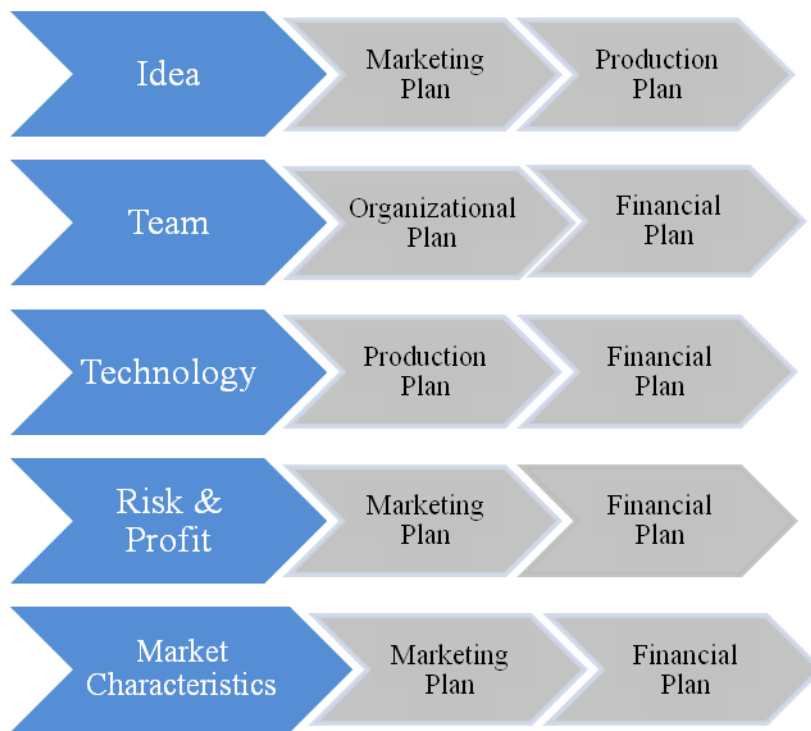 Idea
Marketing
Plan
Production
Plan
Team
Organizational
Plan
Financial
Plan
Technology
Production
Plan
Financial
Plan
Risk &
Profit
Marketing
Plan
Financial
Plan
Market
Characteristics
Marketing
Plan
Financial
Plan